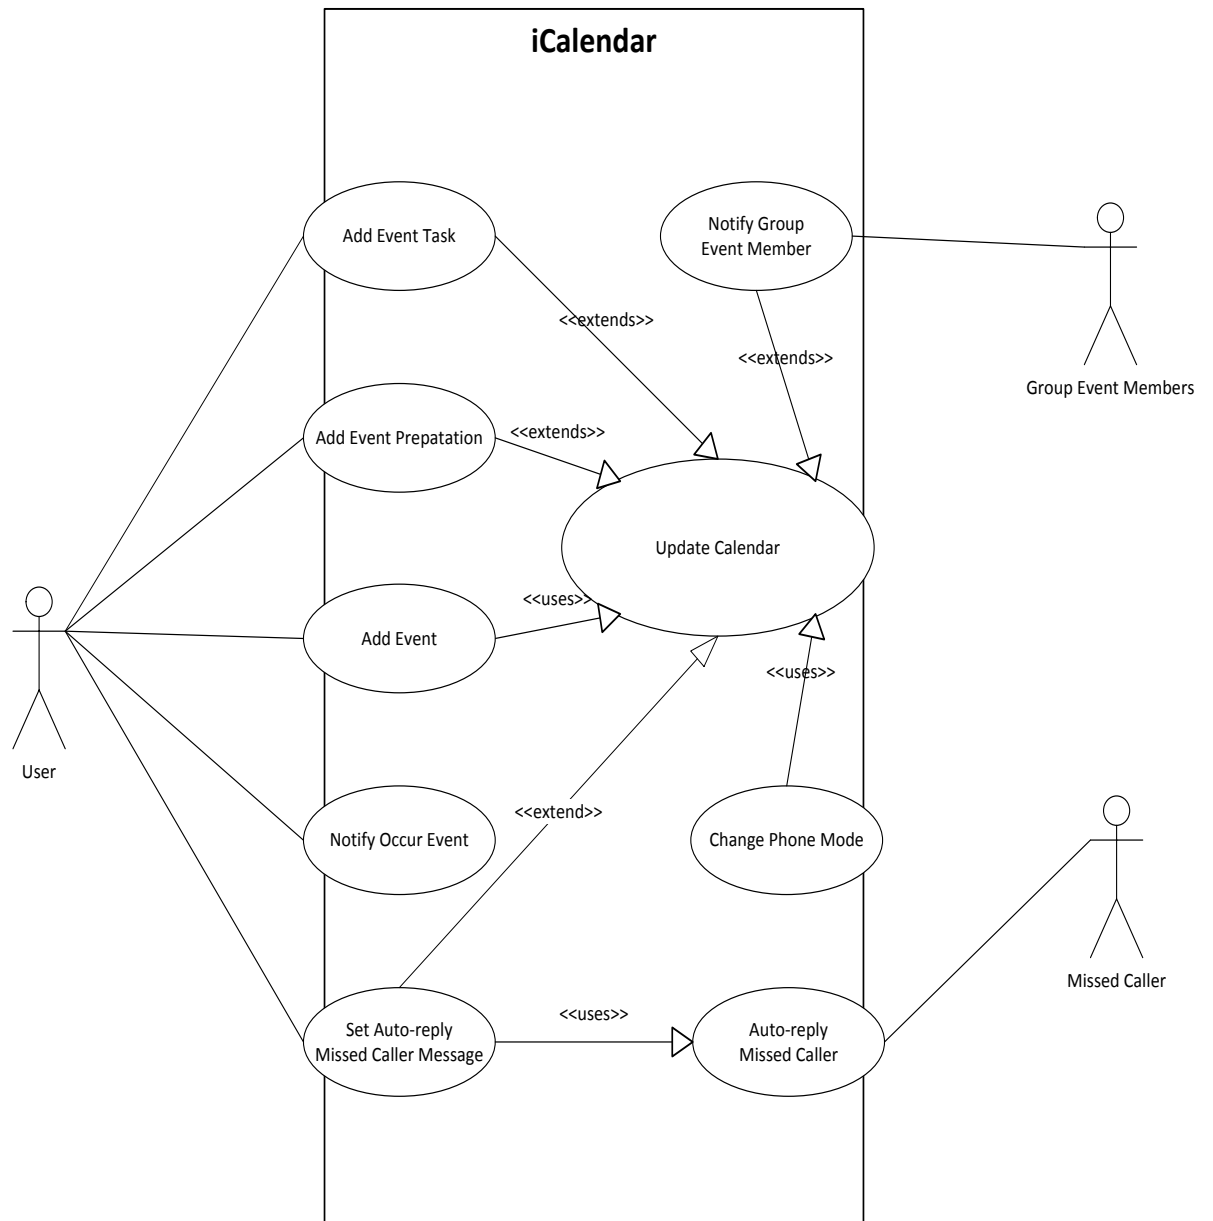 iCalendar
Add Event Task
Notify Group
Event Member
<<extends>>
<<extends>>
Group Event Members
Add Event Prepatation
<<extends>>
Update Calendar
<<uses>>
Add Event
<<uses>>
User
<<extend>>
Notify Occur Event
Change Phone Mode
Missed Caller
<<uses>>
Set Auto-reply
Missed Caller Message
Auto-reply
Missed Caller